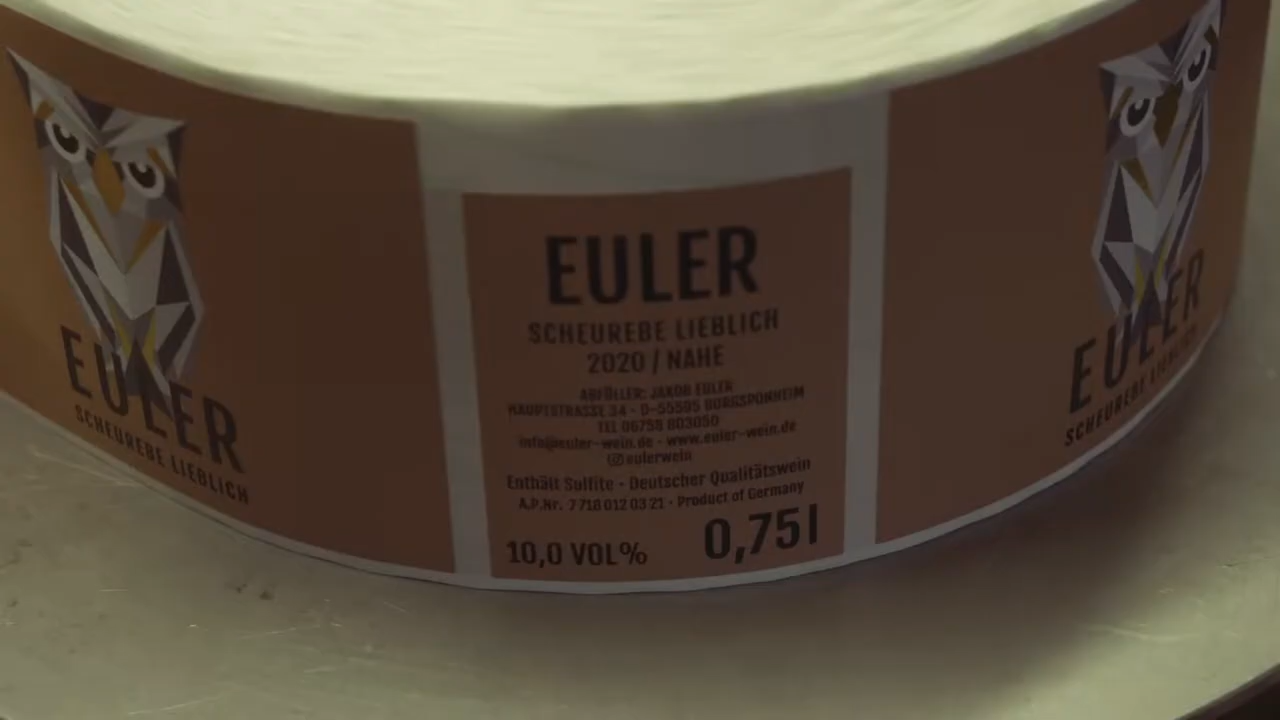 EULER
SCHEUREBE LIEBLICH
EULER
SCHEUREBE LIEBLICH
2020 / NAHE
ABFÜLLER: JAKOB EULER
HAUPTSTRASSE 34 - D-55595 BURGSPONHEIM
TEL 06758 803050
info@euler-wein.de - www.euler-wein.de
eulerwein
Enthält Sulfite - Deutscher Qualitätswein
A.P.Nr. 7 718 012 03 21 - Product of Germany
10,0 VOL% 0,75l
EULER
SCHEUREBE LIEBLICH